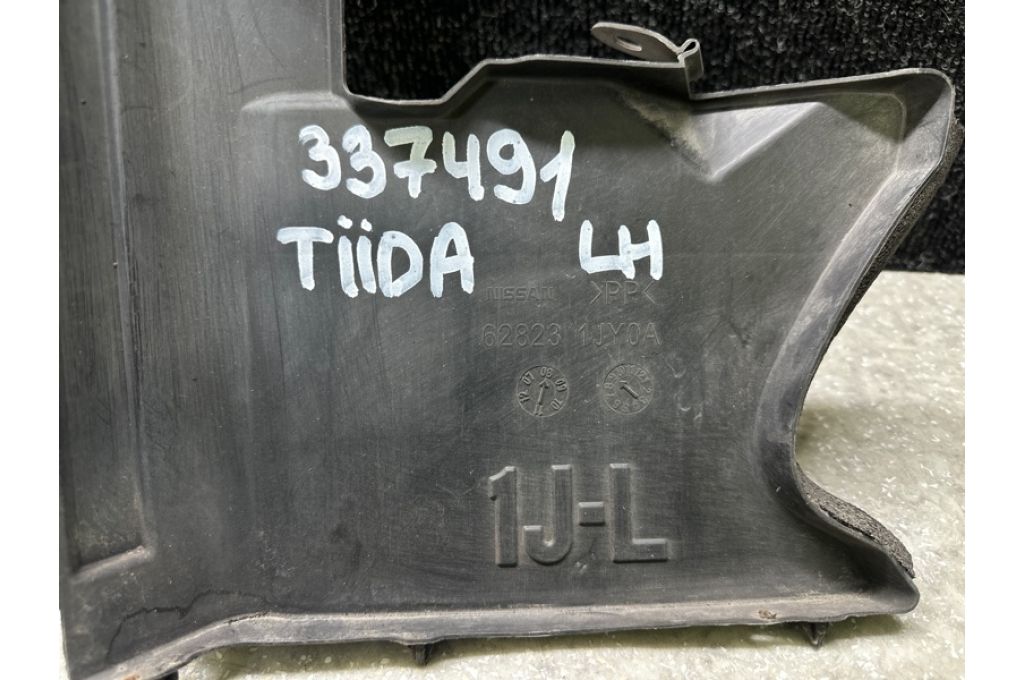 337491
TiiDA LH
NISSAN >PP<
62823 1JY0A
1J-L